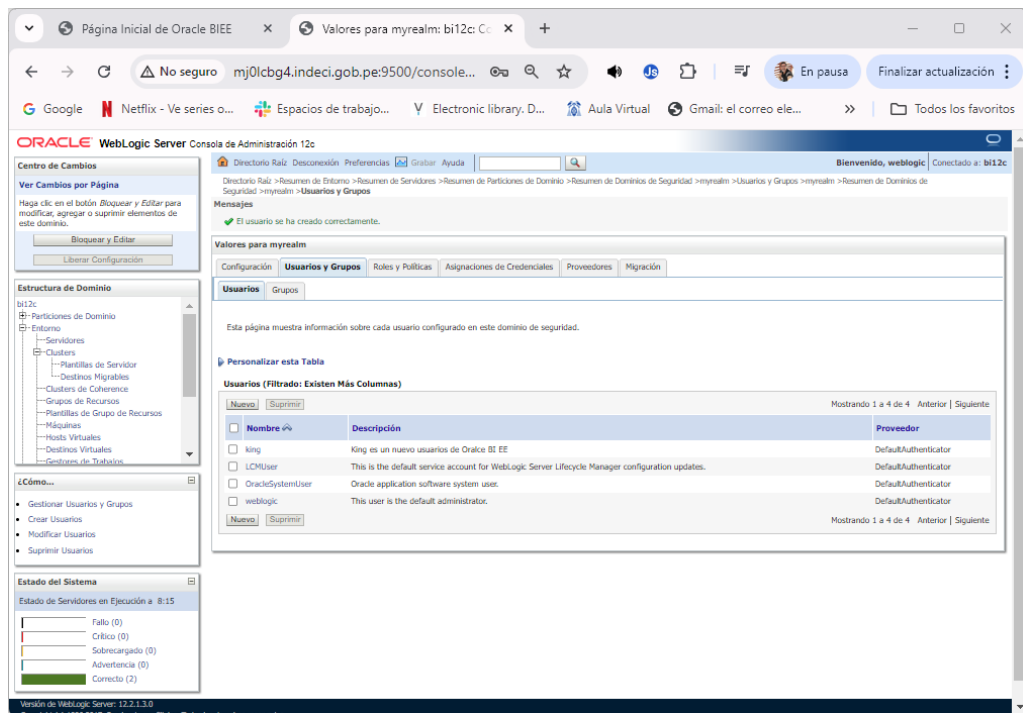 Página Inicial de Oracle BIEE
Valores para myrealm: bi12c: Co
No seguro mj0lcbg4.indeci.gob.pe:9500/console...
Js
En pausa
Finalizar actualización
Google
Netflix - Ve series o...
Espacios de trabajo...
Electronic library. D...
Aula Virtual
Gmail: el correo ele...
Todos los favoritos
ORACLE WebLogic Server Consola de Administración 12c
Centro de Cambios
Ver Cambios por Página
Haga clic en el botón Bloquear y Editar para
modificar, agregar o suprimir elementos de
este dominio.
Bloquear y Editar
Liberar Configuración
Estructura de Dominio
bi12c
Particiones de Dominio
Entorno
Servidores
Clusters
Plantillas de Servidor
Destinos Migrables
Clusters de Coherence
Grupos de Recursos
Plantillas de Grupo de Recursos
Máquinas
Hosts Virtuales
Destinos Virtuales
Gestores de Trabajos
¿Cómo...
Gestionar Usuarios y Grupos
Crear Usuarios
Modificar Usuarios
Suprimir Usuarios
Estado del Sistema
Estado de Servidores en Ejecución a 8:15
Fallo (0)
Crítico (0)
Sobrecargado (0)
Advertencia (0)
Correcto (2)
Directorio Raíz Desconexión Preferencias Grabar Ayuda
Bienvenido, weblogic Conectado a: bi12c
Directorio Raíz >Resumen de Entorno >Resumen de Servidores >Resumen de Particiones de Dominio >Resumen de Dominios de Seguridad >myrealm >Usuarios y Grupos >myrealm >Resumen de Dominios de
Seguridad >myrealm >Usuarios y Grupos
Mensajes
El usuario se ha creado correctamente.
Valores para myrealm
Configuración Usuarios y Grupos Roles y Políticas Asignaciones de Credenciales Proveedores Migración
Usuarios Grupos
Esta página muestra información sobre cada usuario configurado en este dominio de seguridad.
Personalizar esta Tabla
Usuarios (Filtrado: Existen Más Columnas)
Nuevo Suprimir Mostrando 1 a 4 de 4 Anterior | Siguiente
Nombre Descripción Proveedor
king King es un nuevo usuarios de Oralce BI EE DefaultAuthenticator
LCMUser This is the default service account for WebLogic Server Lifecycle Manager configuration updates. DefaultAuthenticator
OracleSystemUser Oracle application software system user. DefaultAuthenticator
weblogic This user is the default administrator. DefaultAuthenticator
Nuevo Suprimir Mostrando 1 a 4 de 4 Anterior | Siguiente
Versión de WebLogic Server: 12.2.1.3.0